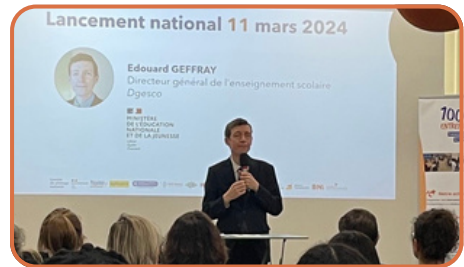 Lancement national 11 mars 2024
Edouard GEFFRAY
Directeur général de l'enseignement scolaire
Dgesco
MINISTÈRE
DE L'ÉDUCATION
NATIONALE
ET DE LA JEUNESSE
100
ENTRE